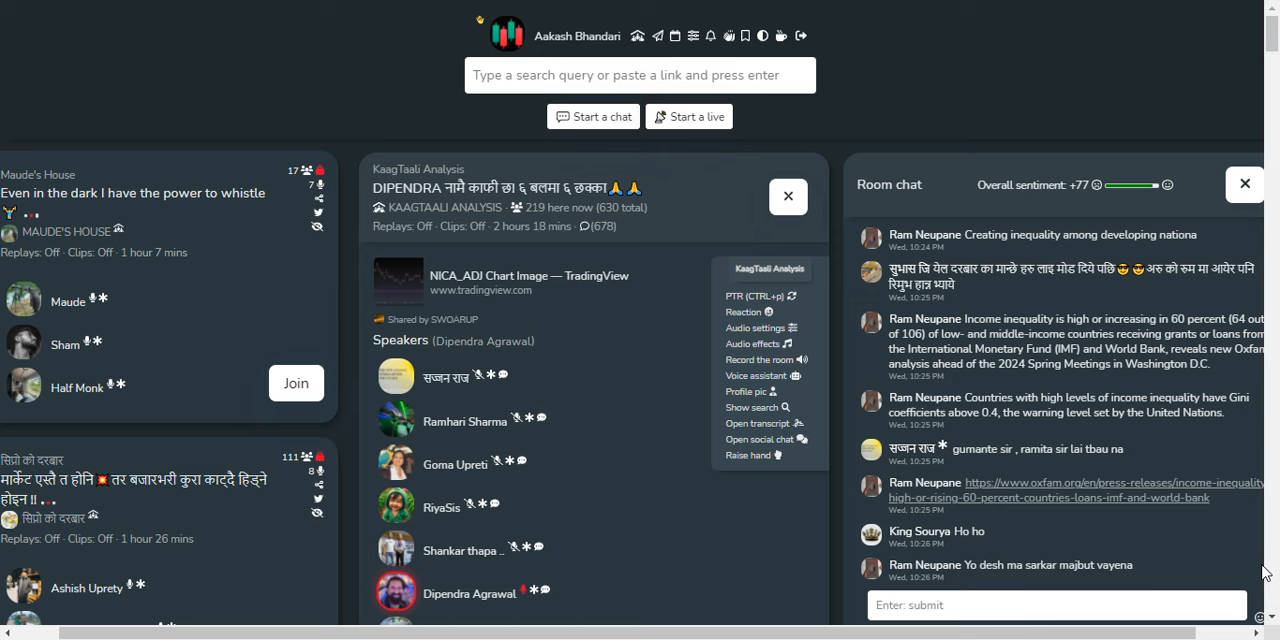 Aakash Bhandari
Type a search query or paste a link and press enter
Start a chat
Start a live
Maude's House
17
Even in the dark I have the power to whistle
7
MAUDE'S HOUSE
Replays: Off · Clips: Off · 1 hour 7 mins
Maude
Sham
Half Monk
Join
सिप्रो को दरबार
111
मार्केट एस्तै त होनि तर बजारभरी कुरा काट्दै हिड्ने
8
होइन !!
सिप्रो को दरबार
Replays: Off · Clips: Off · 1 hour 26 mins
Ashish Uprety
KaagTaali Analysis
DIPENDRA नामै काफी छ। ६ बलमा ६ छक्का
KAAGTAALI ANALYSIS · 219 here now (630 total)
Replays: Off · Clips: Off · 2 hours 18 mins · (678)
NICA_ADJ Chart Image — TradingView
www.tradingview.com
Shared by SWOARUP
Speakers (Dipendra Agrawal)
सज्जन राज
Ramhari Sharma
Goma Upreti
RiyaSis
Shankar thapa ..
Dipendra Agrawal
KaagTaali Analysis
PTR (CTRL+p)
Reaction
Audio settings
Audio effects
Record the room
Voice assistant
Profile pic
Show search
Open transcript
Open social chat
Raise hand
Room chat
Overall sentiment: +77
Ram Neupane Creating inequality among developing nationa
Wed, 10:24 PM
सुभास जि येल दरबार का मान्छे हरु लाइ मोड दिये पछि अरु को रुम मा आयेर पनि
रिमुभ हान्न भ्याये
Wed, 10:25 PM
Ram Neupane Income inequality is high or increasing in 60 percent (64 out
of 106) of low- and middle-income countries receiving grants or loans from
the International Monetary Fund (IMF) and World Bank, reveals new Oxfam
analysis ahead of the 2024 Spring Meetings in Washington D.C.
Wed, 10:25 PM
Ram Neupane Countries with high levels of income inequality have Gini
coefficients above 0.4, the warning level set by the United Nations.
Wed, 10:25 PM
सज्जन राज gumante sir , ramita sir lai tbau na
Wed, 10:25 PM
Ram Neupane https://www.oxfam.org/en/press-releases/income-inequality-
high-or-rising-60-percent-countries-loans-imf-and-world-bank
Wed, 10:25 PM
King Sourya Ho ho
Wed, 10:26 PM
Ram Neupane Yo desh ma sarkar majbut vayena
Wed, 10:26 PM
Enter: submit